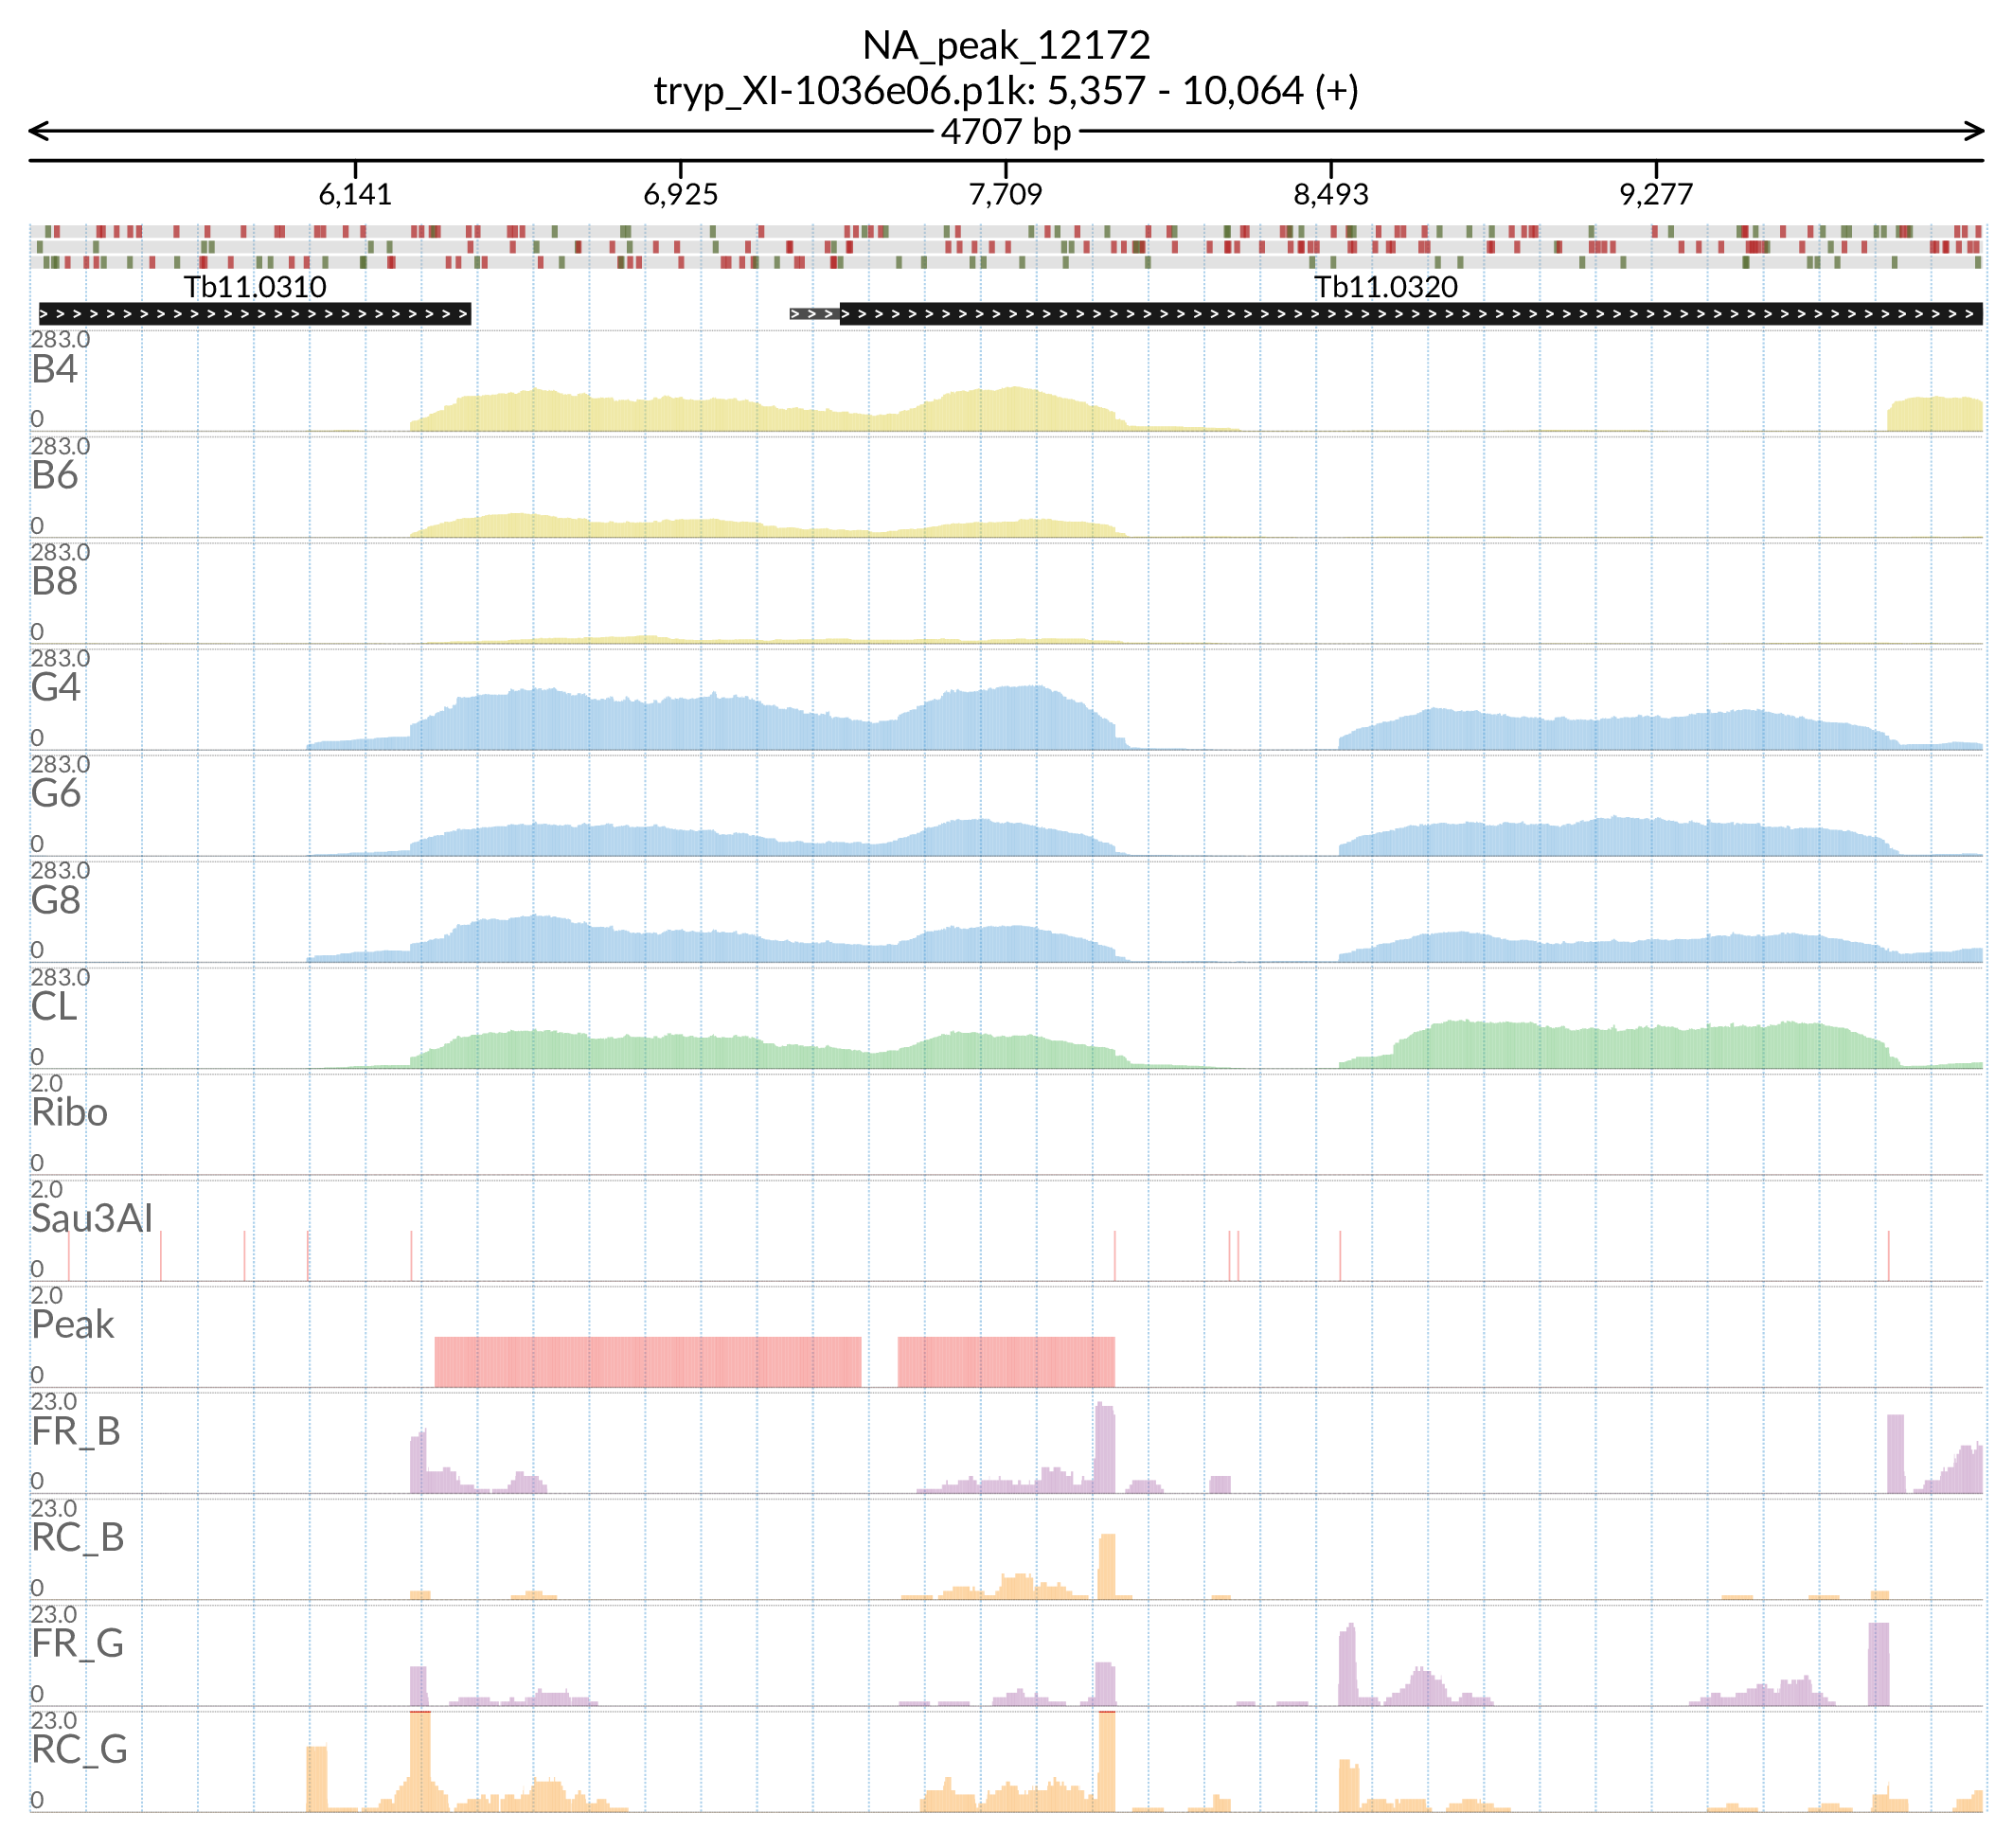 NA_peak_12172
tryp_XI-1036e06.p1k: 5,357 - 10,064 (+)
4707 bp
6,141 6,925 7,709 8,493 9,277
Tb11.0310 Tb11.0320
283.0
B4
0
283.0
B6
0
283.0
B8
0
283.0
G4
0
283.0
G6
0
283.0
G8
0
283.0
CL
0
2.0
Ribo
0
2.0
Sau3AI
0
2.0
Peak
0
23.0
FR_B
0
23.0
RC_B
0
23.0
FR_G
0
23.0
RC_G
0